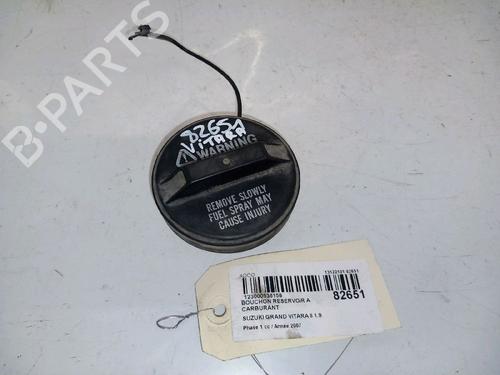 B-PARTS
82651
VITARA
WARNING
REMOVE SLOWLY
FUEL SPRAY MAY
CAUSE INJURY
82651
BOUCHON RESERVOIR A
CARBURANT
SUZUKI GRAND VITARA II 1.9
Phase 1 cc / Annee 2007